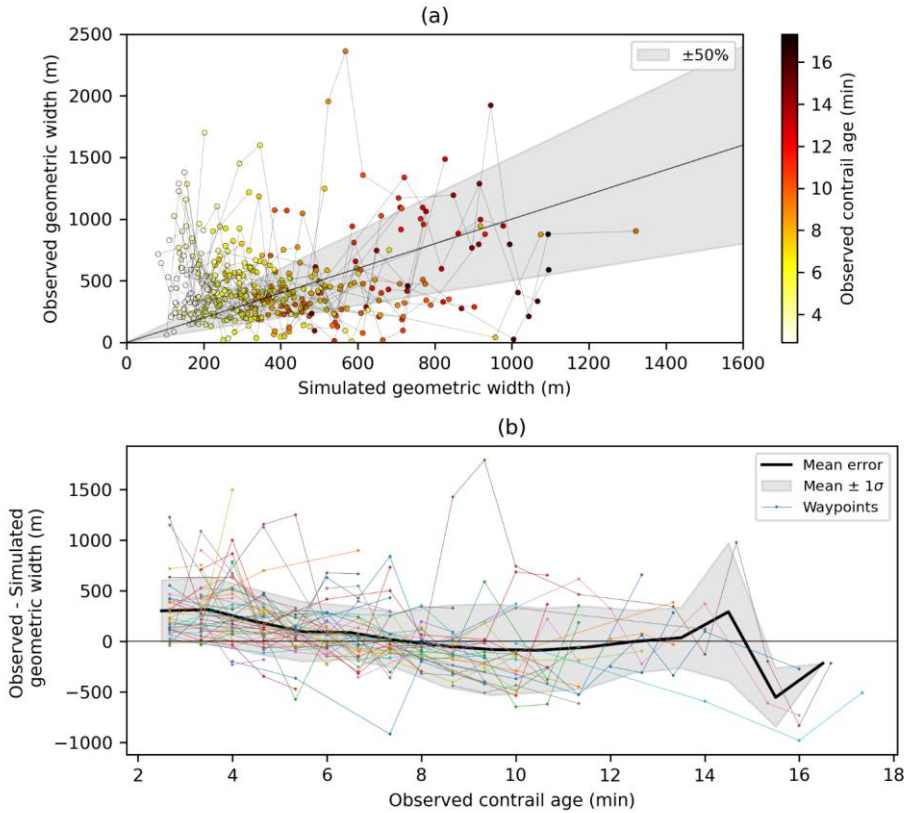 (a)
2500
2000
1500
1000
500
0
Observed geometric width (m)
0 200 400 600 800 1000 1200 1400 1600
Simulated geometric width (m)
±50%
16
14
12
10
8
6
4
Observed contrail age (min)
(b)
1500
1000
500
0
−500
−1000
Observed - Simulated
geometric width (m)
Mean error
Mean ± 1σ
Waypoints
2 4 6 8 10 12 14 16 18
Observed contrail age (min)